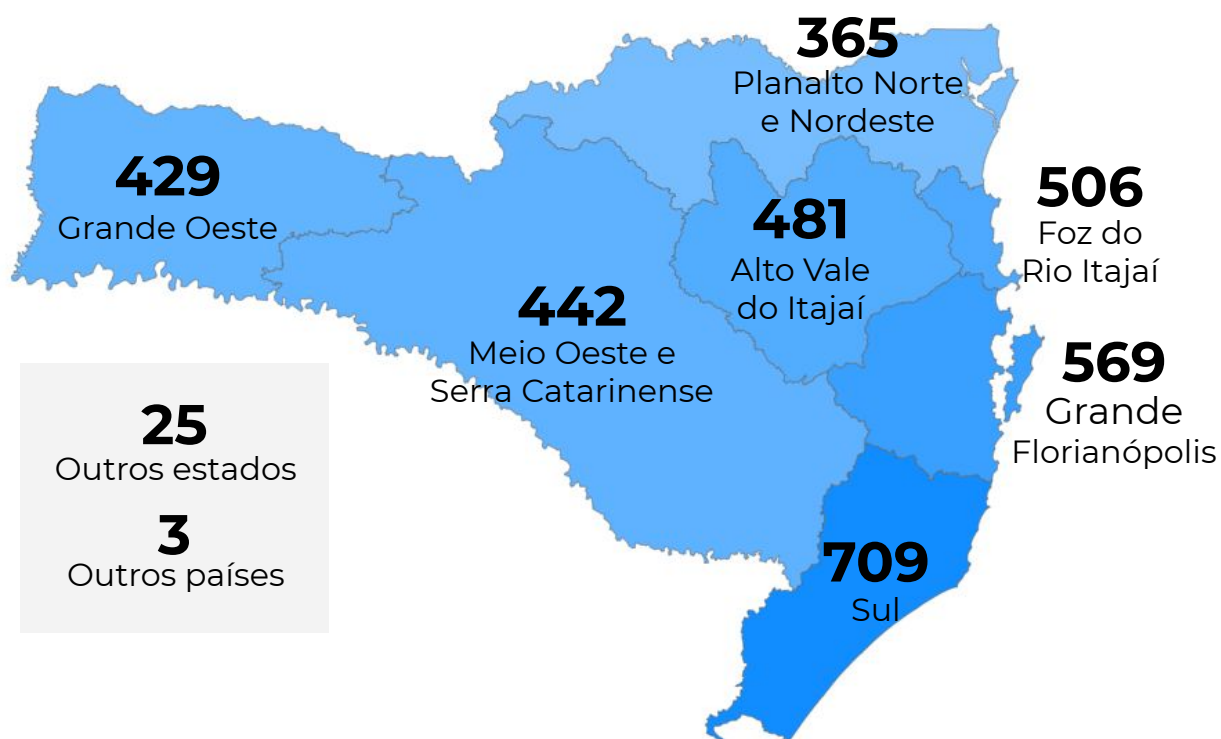 365
Planalto Norte
e Nordeste
429
Grande Oeste
481
Alto Vale
do Itajaí
506
Foz do
Rio Itajaí
442
Meio Oeste e
Serra Catarinense
569
Grande
Florianópolis
25
Outros estados
3
Outros países
709
Sul